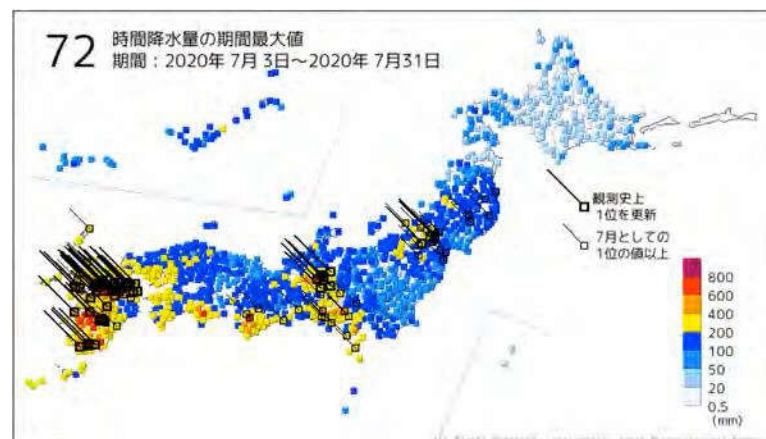 72 時間降水量の期間最大値
期間：2020年 7月 3日～2020年 7月31日
観測史上
1位を更新
7月としての
1位の値以上
800
600
400
200
100
50
20
0.5
(mm)